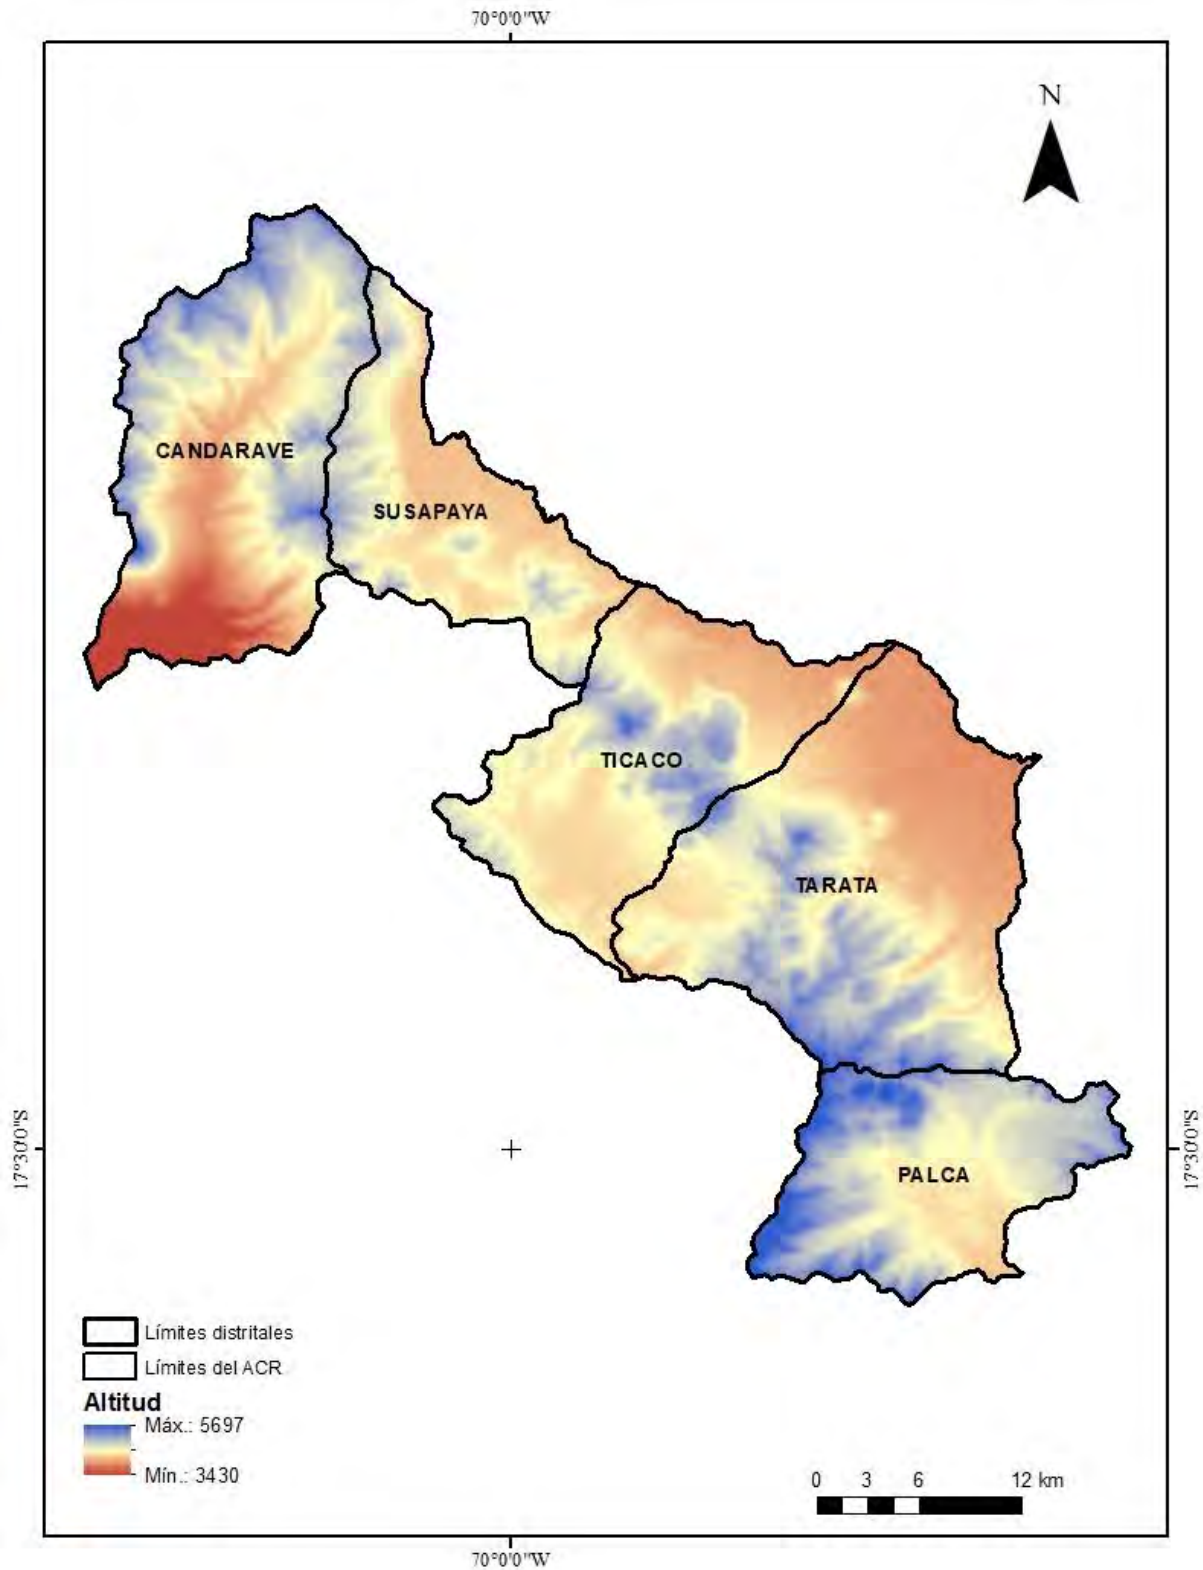 70°0'0"W
N
CANDARAVE
SUSAPAYA
TICACO
TARATA
17°30'0"S
17°30'0"S
PALCA
Límites distritales
Límites del ACR
Altitud
Máx.: 5697
Mín.: 3430
0 3 6 12 km
70°0'0"W